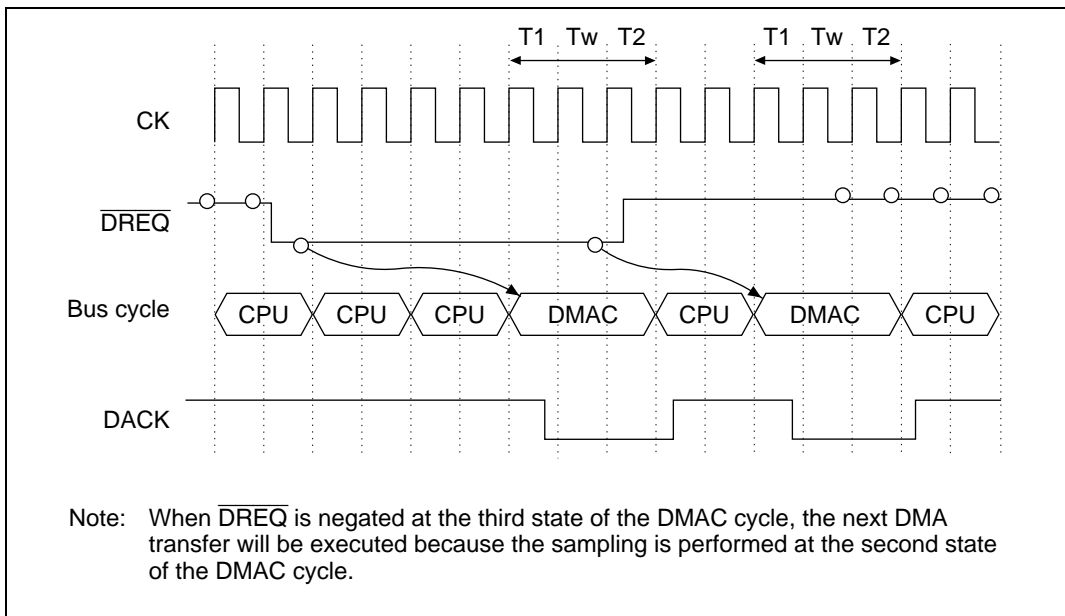 T1 Tw T2 T1 Tw T2
CK
DREQ
Bus cycle CPU CPU CPU DMAC CPU DMAC CPU
DACK
Note: When DREQ is negated at the third state of the DMAC cycle, the next DMA
transfer will be executed because the sampling is performed at the second state
of the DMAC cycle.